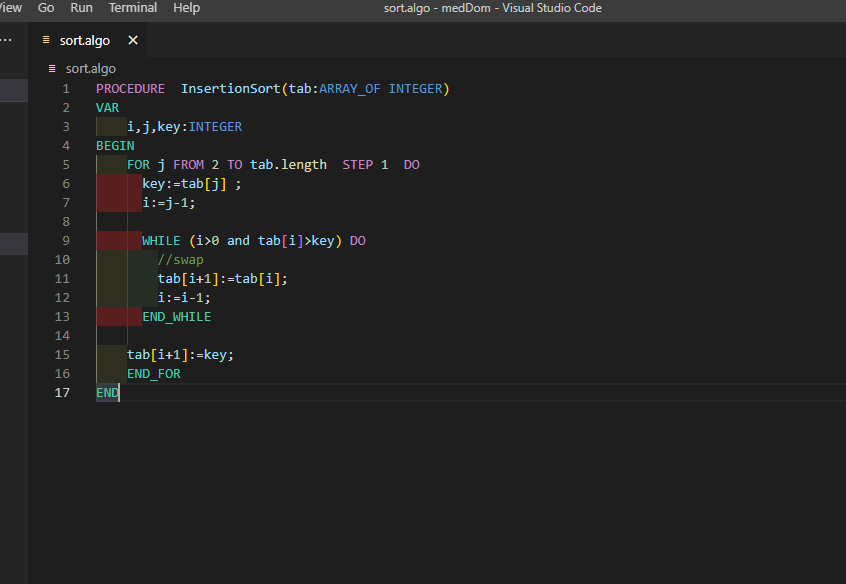 View Go Run Terminal Help sort.algo - medDom - Visual Studio Code
... sort.algo ×
sort.algo
1 PROCEDURE  InsertionSort(tab:ARRAY_OF INTEGER)
2 VAR
3     i,j,key:INTEGER
4 BEGIN
5     FOR j FROM 2 TO tab.length  STEP 1  DO
6       key:=tab[j] ;
7       i:=j-1;
8
9       WHILE (i>0 and tab[i]>key) DO
10         //swap
11         tab[i+1]:=tab[i];
12         i:=i-1;
13       END_WHILE
14
15     tab[i+1]:=key;
16     END_FOR
17 END